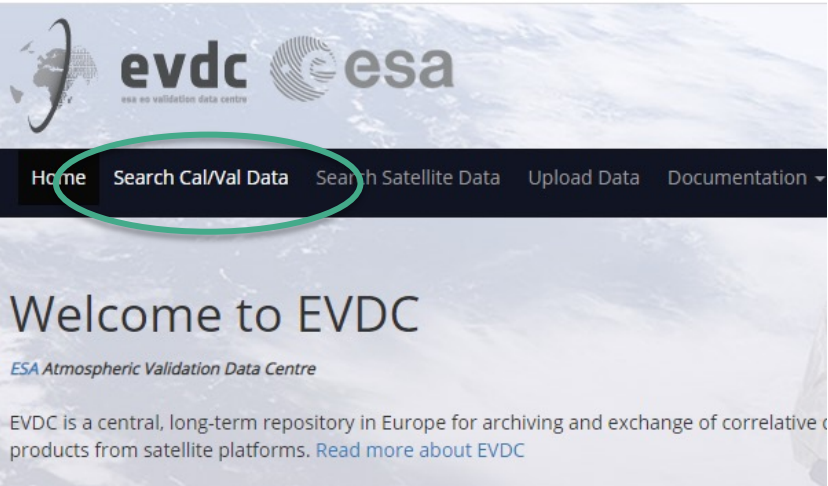 evdc esa
esa eo validation data centre
Home Search Cal/Val Data Search Satellite Data Upload Data Documentation
Welcome to EVDC
ESA Atmospheric Validation Data Centre
EVDC is a central, long-term repository in Europe for archiving and exchange of correlative
products from satellite platforms. Read more about EVDC